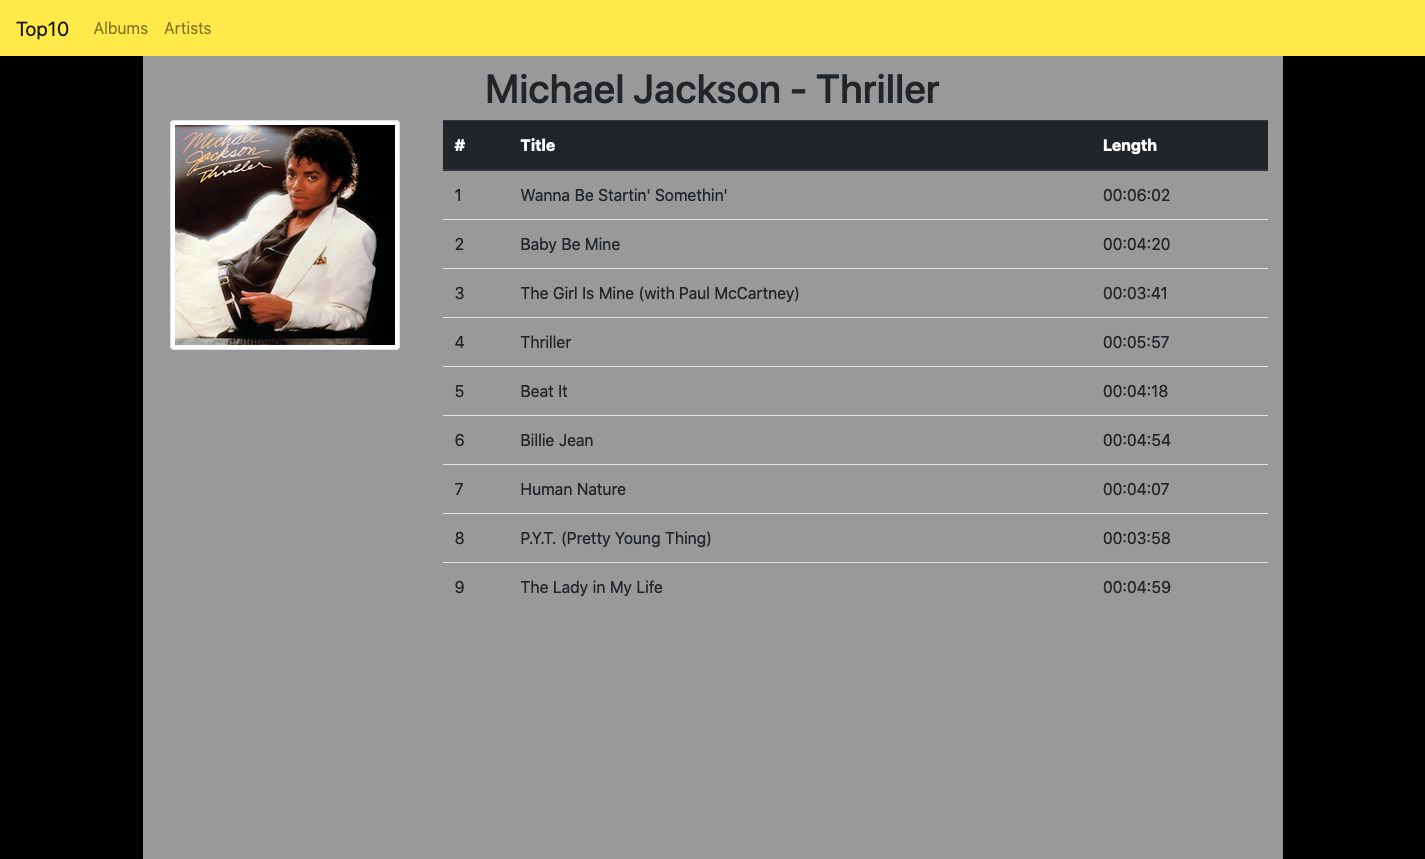 Top10 Albums Artists
Michael Jackson - Thriller
Michael
Jackson
Thriller
# Title Length
1 Wanna Be Startin' Somethin' 00:06:02
2 Baby Be Mine 00:04:20
3 The Girl Is Mine (with Paul McCartney) 00:03:41
4 Thriller 00:05:57
5 Beat It 00:04:18
6 Billie Jean 00:04:54
7 Human Nature 00:04:07
8 P.Y.T. (Pretty Young Thing) 00:03:58
9 The Lady in My Life 00:04:59